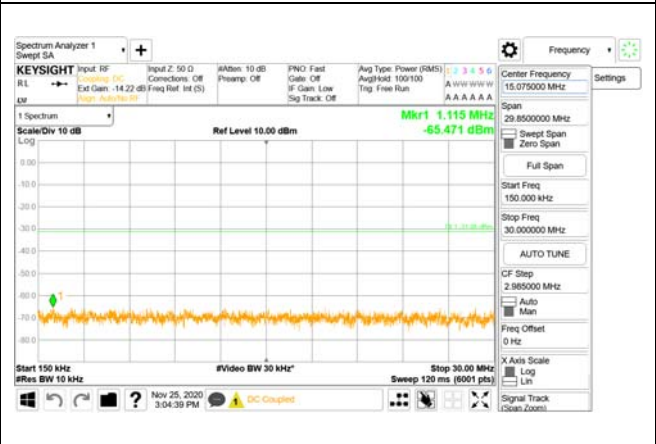 Spectrum Analyzer 1
Swept SA
Frequency
KEYSIGHT
RL
Input: RF
Coupling: DC
Ext Gain: -14.22 dB
Align: Auto/No RF
Input Z: 50 Ω
Corrections: Off
Freq Ref: Int (S)
#Atten: 10 dB
Preamp: Off
PNO: Fast
Gate: Off
IF Gain: Low
Sig Track: Off
Avg Type: Power (RMS)
Avg|Hold: 100/100
Trig: Free Run
1 2 3 4 5 6
A W W W W W
A A A A A A
1 Spectrum
Scale/Div 10 dB
Log
Ref Level 10.00 dBm
Mkr1 1.115 MHz
-65.471 dBm
0.00
-10.0
-20.0
-30.0
-40.0
-50.0
-60.0
-70.0
-80.0
1
Start 150 kHz
#Res BW 10 kHz
#Video BW 30 kHz*
Stop 30.00 MHz
Sweep 120 ms (6001 pts)
Nov 25, 2020
3:04:39 PM
1
DC Coupled
Center Frequency
15.075000 MHz
Settings
Span
29.8500000 MHz
Swept Span
Zero Span
Full Span
Start Freq
150.000 kHz
Stop Freq
30.000000 MHz
AUTO TUNE
CF Step
2.985000 MHz
Auto
Man
Freq Offset
0 Hz
X Axis Scale
Log
Lin
Signal Track
(Span Zoom)